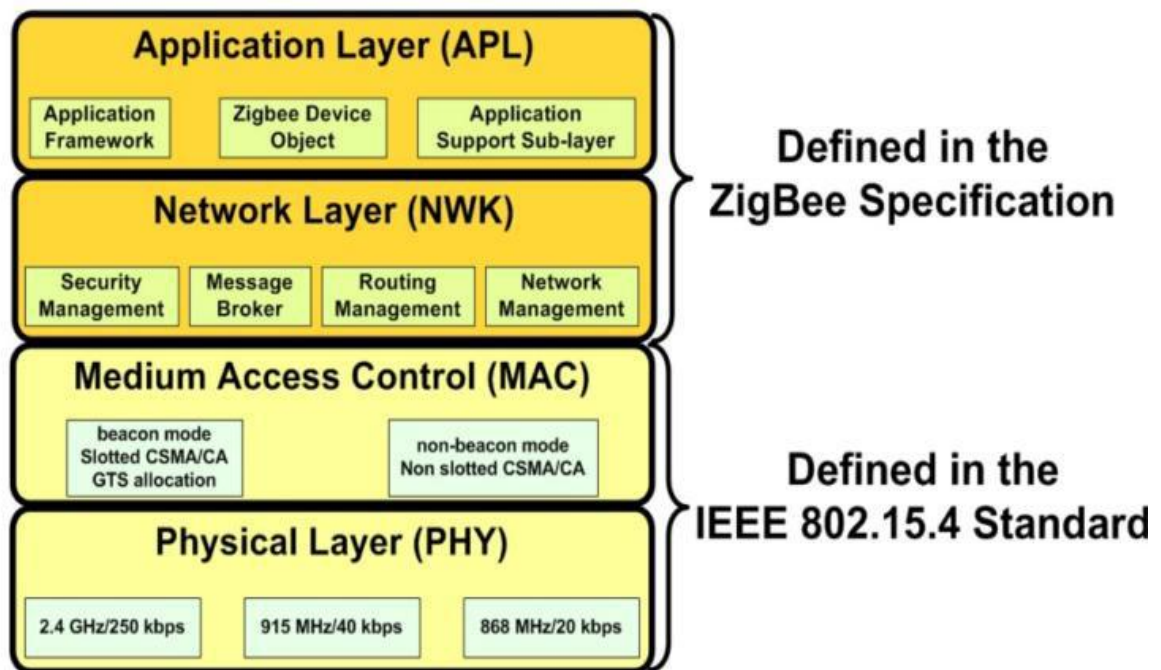 Application Layer (APL)
Application
Framework
Zigbee Device
Object
Application
Support Sub-layer
Defined in the
ZigBee Specification
Network Layer (NWK)
Security
Management
Message
Broker
Routing
Management
Network
Management
Medium Access Control (MAC)
beacon mode
Slotted CSMA/CA
GTS allocation
non-beacon mode
Non slotted CSMA/CA
Defined in the
IEEE 802.15.4 Standard
Physical Layer (PHY)
2.4 GHz/250 kbps
915 MHz/40 kbps
868 MHz/20 kbps